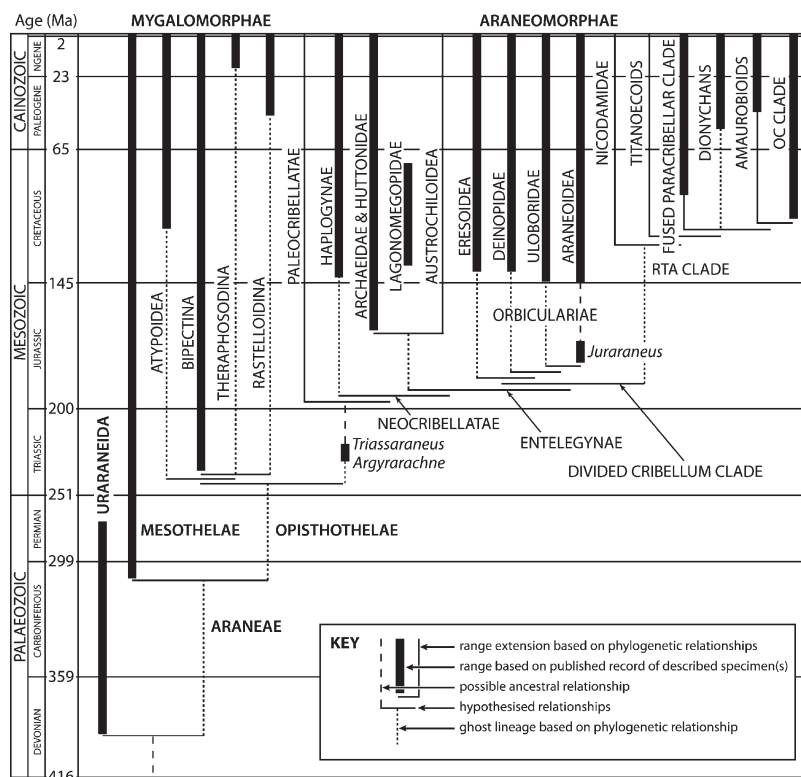 Age (Ma) MYGALOMORPHAE ARANEOMORPHAE
CAINOZOIC
MESOZOIC
PALAEOZOIC
NGENE
PALEOGENE
CRETACEOUS
JURASSIC
TRIASSIC
PERMIAN
CARBONIFEROUS
DEVONIAN
2
23
65
145
200
251
299
359
416
URARANEIDA
ATYPOIDEA
BIPECTINA
THERAPHOSODINA
RASTELLOIDINA
PALEOCRIBELLATAE
HAPLOGYNAE
ARCHAEIDAE & HUTTONIDAE
LAGONOMEGOPIDAE
AUSTROCHILOIDEA
ERESOIDEA
DEINOPIDAE
ULOBORIDAE
ARANEOIDEA
NICODAMIDAE
TITANOECOIDS
FUSED PARACRIBELLAR CLADE
DIONYCHANS
AMAUROBIOIDS
OC CLADE
RTA CLADE
ORBICULARIAE
Juraraneus
NEOCRIBELLATAE
ENTELEGYNAE
DIVIDED CRIBELLUM CLADE
Triassaraneus
Argyrarachne
MESOTHELAE OPISTHOTHELAE
ARANEAE
KEY
range extension based on phylogenetic relationships
range based on published record of described specimen(s)
possible ancestral relationship
hypothesised relationships
ghost lineage based on phylogenetic relationship